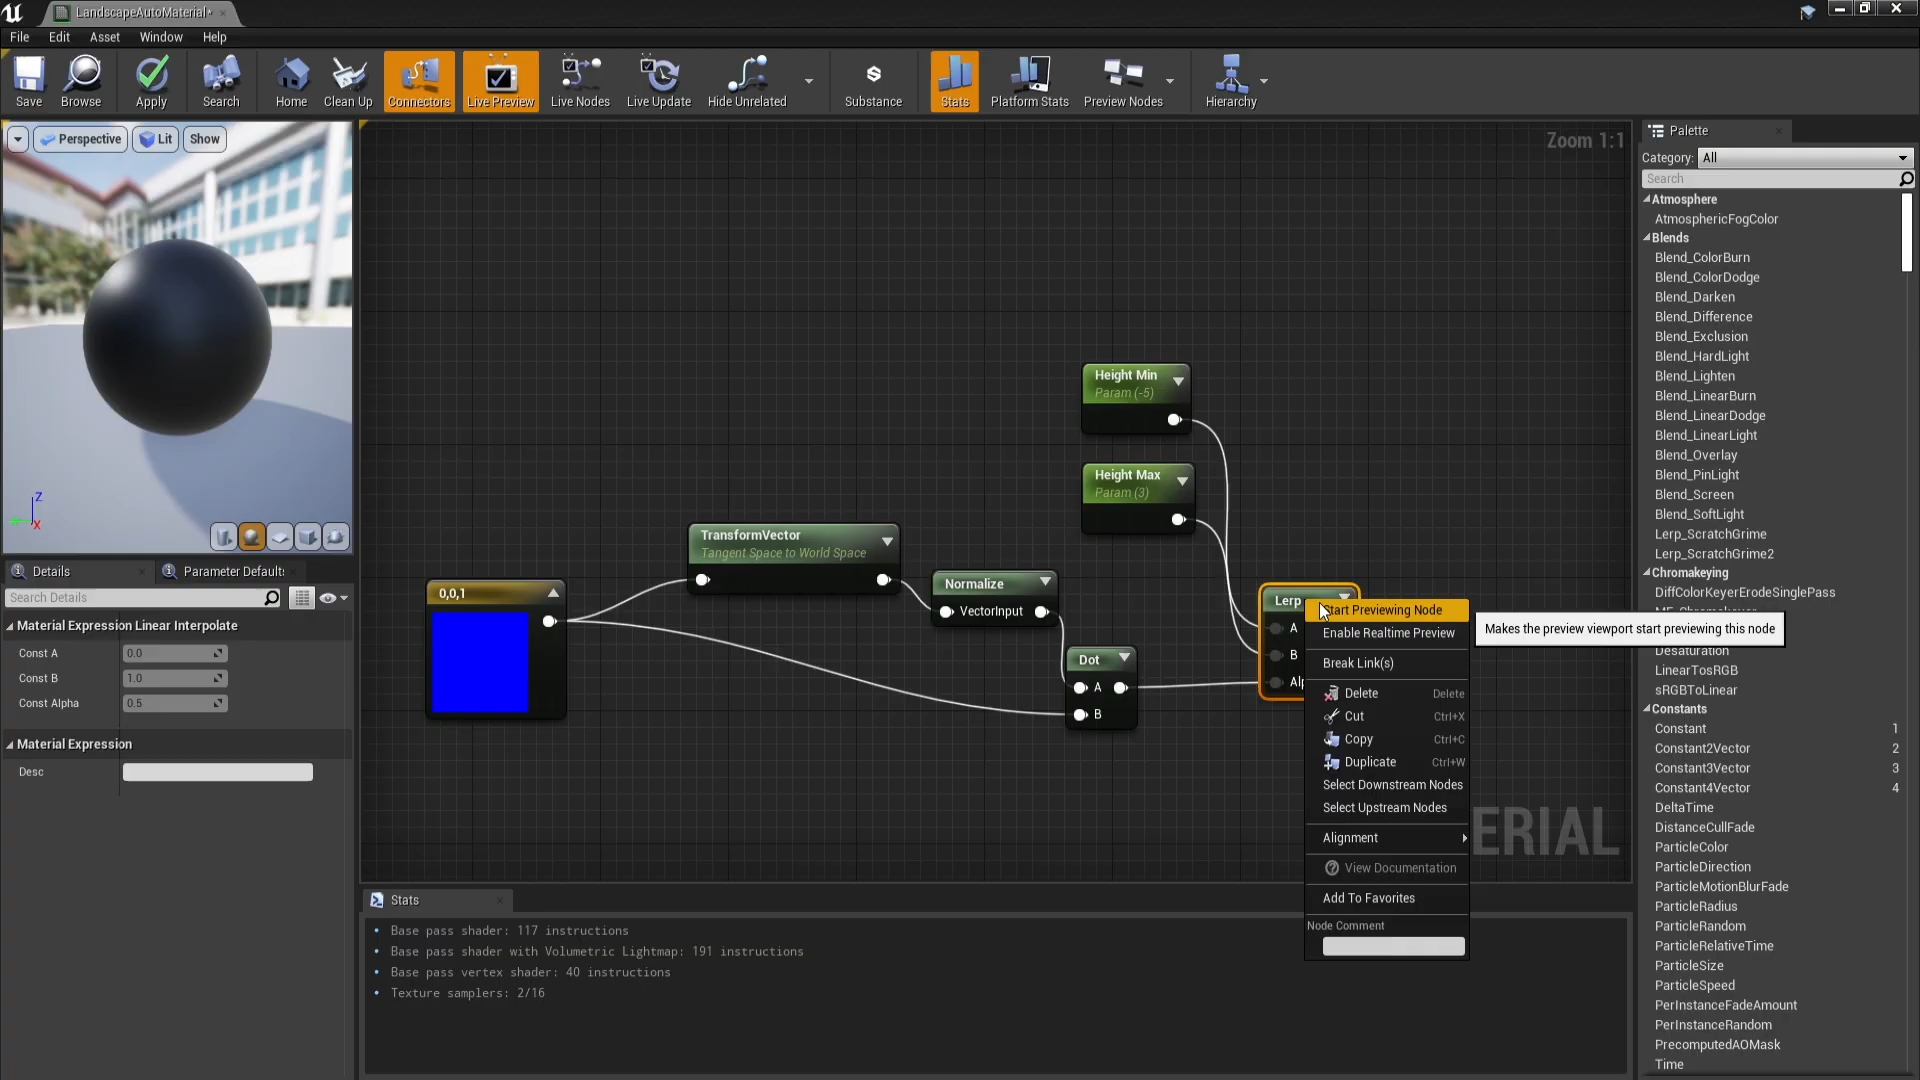 LandscapeAutoMaterial*
File Edit Asset Window Help
Save Browse Apply Search Home Clean Up Connectors Live Preview Live Nodes Live Update Hide Unrelated Substance Stats Platform Stats Preview Nodes Hierarchy
Perspective Lit Show
Zoom 1:1
Z
X
Details Parameter Defaults
Search Details
Material Expression Linear Interpolate
Const A 0.0
Const B 1.0
Const Alpha 0.5
Material Expression
Desc
0,0,1
TransformVector
Tangent Space to World Space
Normalize
VectorInput
Dot
A
B
Height Min
Param (-5)
Height Max
Param (3)
Lerp
A
B
Alp
Start Previewing Node
Enable Realtime Preview
Break Link(s)
Delete Delete
Cut Ctrl+X
Copy Ctrl+C
Duplicate Ctrl+W
Select Downstream Nodes
Select Upstream Nodes
Alignment
View Documentation
Add To Favorites
Node Comment
Makes the preview viewport start previewing this node
ERIAL
Stats
Base pass shader: 117 instructions
Base pass shader with Volumetric Lightmap: 191 instructions
Base pass vertex shader: 40 instructions
Texture samplers: 2/16
Palette
Category: All
Search
Atmosphere
AtmosphericFogColor
Blends
Blend_ColorBurn
Blend_ColorDodge
Blend_Darken
Blend_Difference
Blend_Exclusion
Blend_HardLight
Blend_Lighten
Blend_LinearBurn
Blend_LinearDodge
Blend_LinearLight
Blend_Overlay
Blend_PinLight
Blend_Screen
Blend_SoftLight
Lerp_ScratchGrime
Lerp_ScratchGrime2
Chromakeying
DiffColorKeyerErodeSinglePass
Desaturation
LinearTosRGB
sRGBToLinear
Constants
Constant 1
Constant2Vector 2
Constant3Vector 3
Constant4Vector 4
DeltaTime
DistanceCullFade
ParticleColor
ParticleDirection
ParticleMotionBlurFade
ParticleRadius
ParticleRandom
ParticleRelativeTime
ParticleSize
ParticleSpeed
PerInstanceFadeAmount
PerInstanceRandom
PrecomputedAOMask
Time